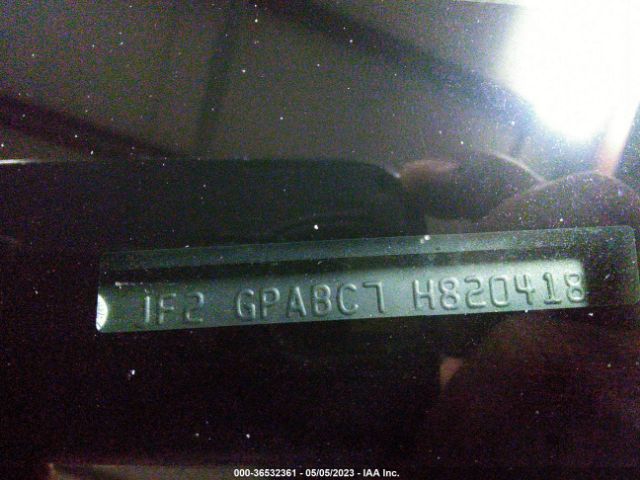 JF2 GPABC7 H820418
000-36532361 - 05/05/2023 - IAA Inc.